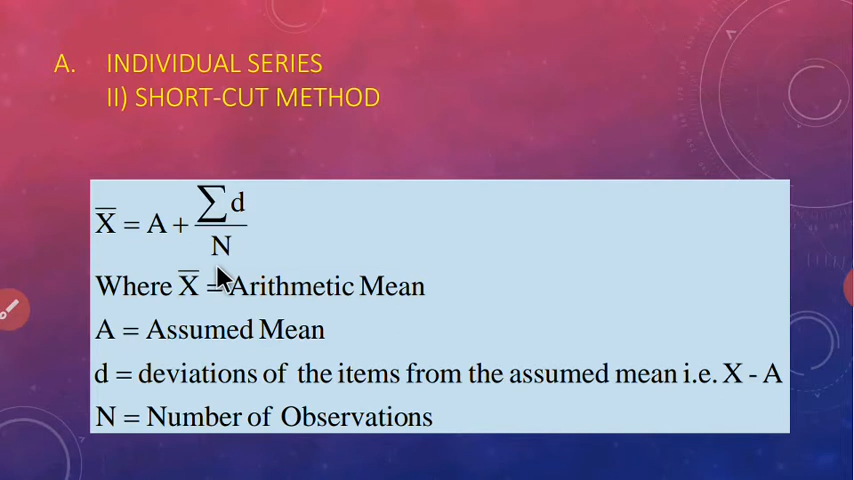 A. INDIVIDUAL SERIES
II) SHORT-CUT METHOD
X̅ = A + ∑d / N
Where X̅ = Arithmetic Mean
A = Assumed Mean
d = deviations of the items from the assumed mean i.e. X - A
N = Number of Observations